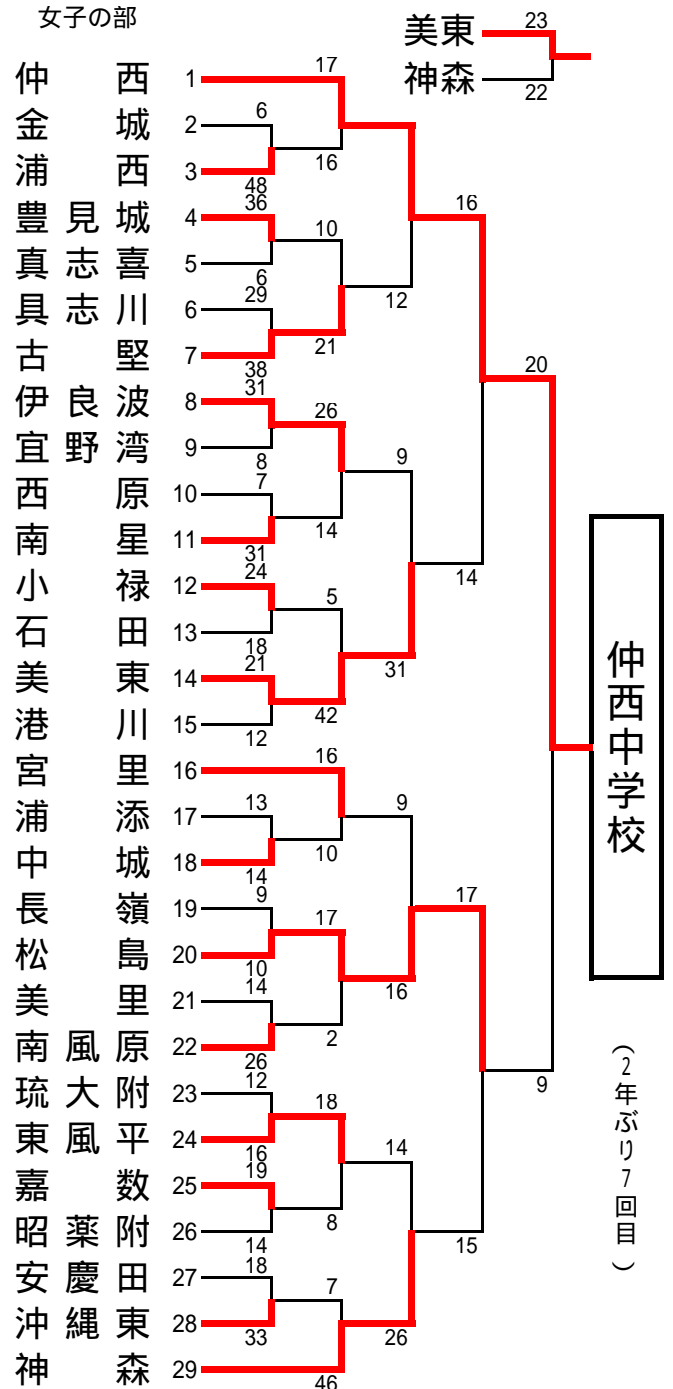 女子の部
美東 23
神森 22
仲西 1 17
金城 2 6
16
浦西 3 48
豊見城 4 36 16
10
真志喜 5 6
具志川 6 29 12
21
古堅 7 38
20
伊良波 8 31
26
宜野湾 9 8 9
西原 10 7
14
南星 11 31
小禄 12 24 14
5
石田 13 18
美東 14 21 31
42
港川 15 12
宮里 16 16
浦添 17 13 9
10
中城 18 14
長嶺 19 9 17
17
松島 20 10
美里 21 14 16
2
南風原 22 26
9
琉大附 23 12
18
東風平 24 16 14
嘉数 25 19
8
昭薬附 26 14 15
安慶田 27 18
7
沖縄東 28 33 26
神森 29 46
仲西中学校
(2年ぶり7回目)